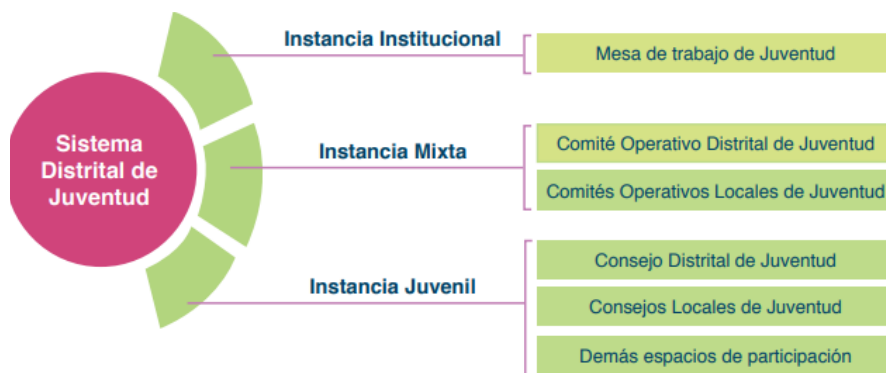 Sistema
Distrital de
Juventud
Instancia Institucional
Mesa de trabajo de Juventud
Instancia Mixta
Comité Operativo Distrital de Juventud
Comités Operativos Locales de Juventud
Instancia Juvenil
Consejo Distrital de Juventud
Consejos Locales de Juventud
Demás espacios de participación